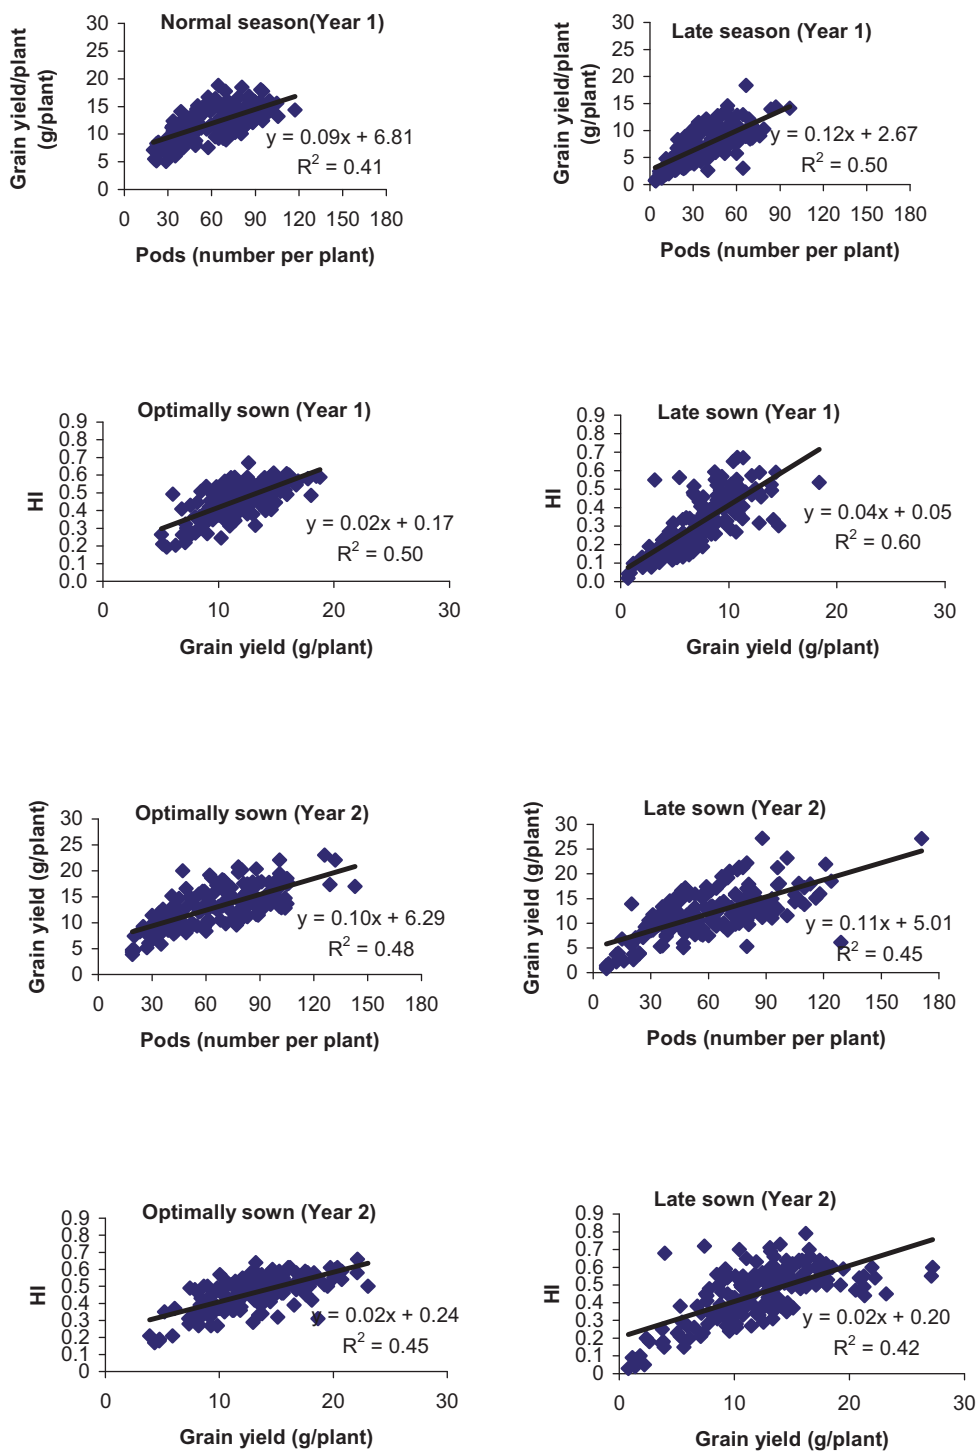 Normal season(Year 1)
Grain yield/plant
(g/plant)
30
25
20
15
10
5
0
y = 0.09x + 6.81
R² = 0.41
0 30 60 90 120 150 180
Pods (number per plant)
Late season (Year 1)
Grain yield/plant
(g/plant)
30
25
20
15
10
5
0
y = 0.12x + 2.67
R² = 0.50
0 30 60 90 120 150 180
Pods (number per plant)
Optimally sown (Year 1)
HI
0.9
0.8
0.7
0.6
0.5
0.4
0.3
0.2
0.1
0.0
y = 0.02x + 0.17
R² = 0.50
0 10 20 30
Grain yield (g/plant)
Late sown (Year 1)
HI
0.9
0.8
0.7
0.6
0.5
0.4
0.3
0.2
0.1
0.0
y = 0.04x + 0.05
R² = 0.60
0 10 20 30
Grain yield (g/plant)
Optimally sown (Year 2)
Grain yield (g/plant)
30
25
20
15
10
5
0
y = 0.10x + 6.29
R² = 0.48
0 30 60 90 120 150 180
Pods (number per plant)
Late sown (Year 2)
Grain yield (g/plant)
30
25
20
15
10
5
0
y = 0.11x + 5.01
R² = 0.45
0 30 60 90 120 150 180
Pods (number per plant)
Optimally sown (Year 2)
HI
0.9
0.8
0.7
0.6
0.5
0.4
0.3
0.2
0.1
0
y = 0.02x + 0.24
R² = 0.45
0 10 20 30
Grain yield (g/plant)
Late sown (Year 2)
HI
0.9
0.8
0.7
0.6
0.5
0.4
0.3
0.2
0.1
0
y = 0.02x + 0.20
R² = 0.42
0 10 20 30
Grain yield (g/plant)